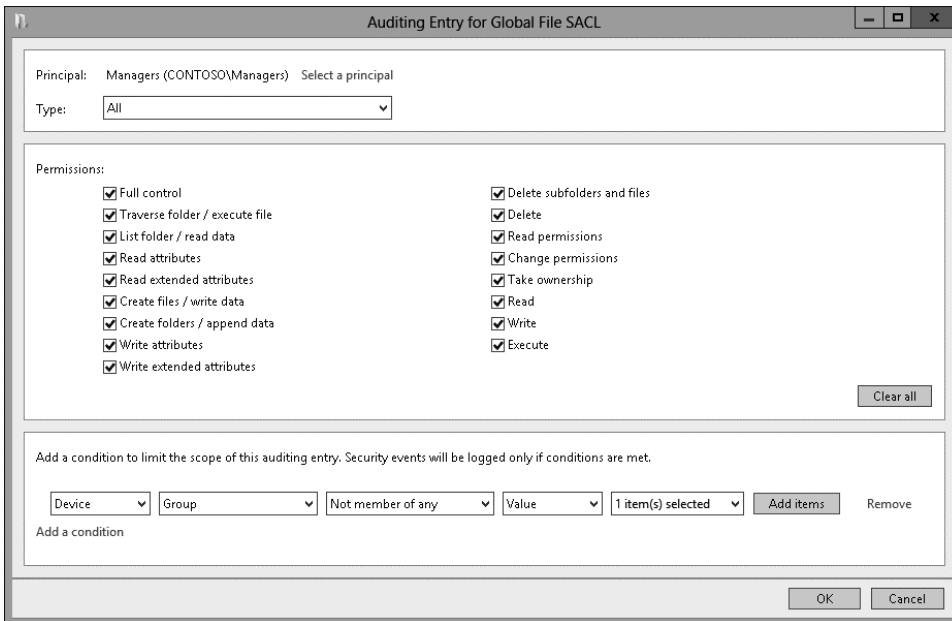 Auditing Entry for Global File SACL
Principal: Managers (CONTOSO\Managers) Select a principal
Type: All
Permissions:
Full control
Traverse folder / execute file
List folder / read data
Read attributes
Read extended attributes
Create files / write data
Create folders / append data
Write attributes
Write extended attributes
Delete subfolders and files
Delete
Read permissions
Change permissions
Take ownership
Read
Write
Execute
Clear all
Add a condition to limit the scope of this auditing entry. Security events will be logged only if conditions are met.
Device Group Not member of any Value 1 item(s) selected Add items Remove
Add a condition
OK Cancel